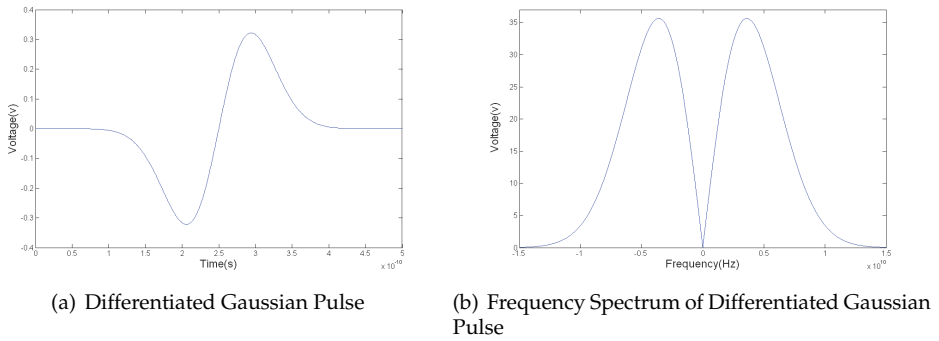 0.4
0.3
0.2
0.1
0
-0.1
-0.2
-0.3
-0.4
Voltage(v)
0 0.5 1 1.5 2 2.5 3 3.5 4 4.5 5
Time(s)
x 10^-10
(a) Differentiated Gaussian Pulse
35
30
25
20
15
10
5
0
Voltage(v)
-1.5 -1 -0.5 0 0.5 1 1.5
Frequency(Hz)
x 10^10
(b) Frequency Spectrum of Differentiated Gaussian
Pulse